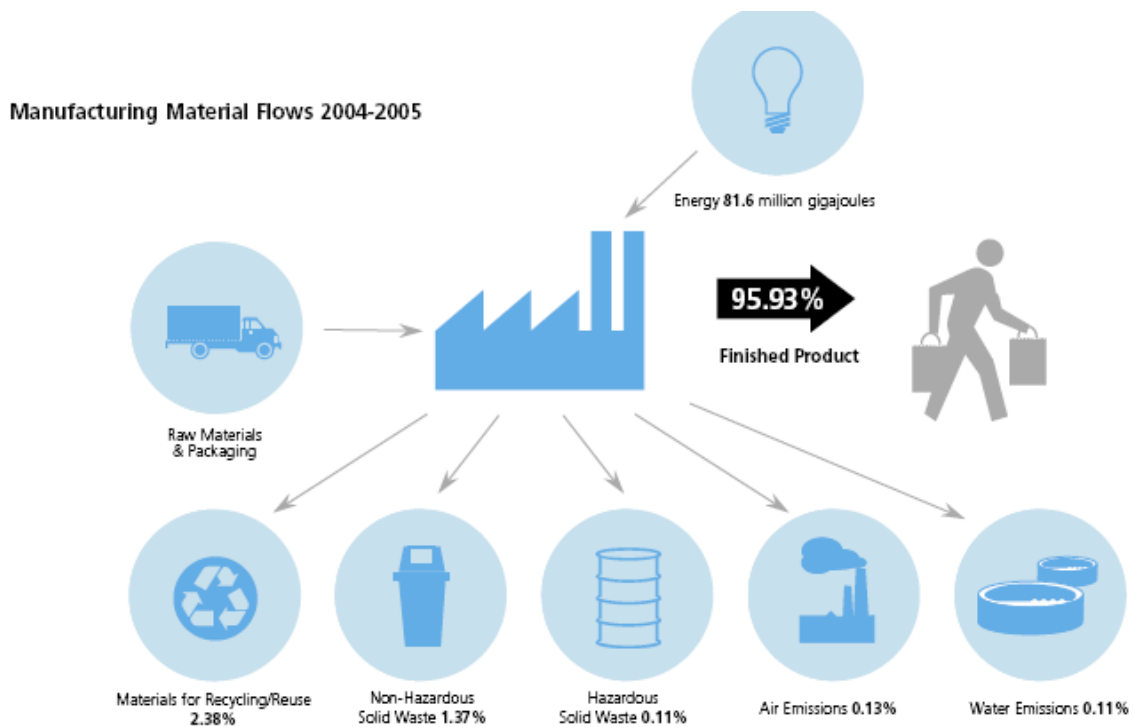 Manufacturing Material Flows 2004-2005
Energy 81.6 million gigajoules
95.93%
Finished Product
Raw Materials
& Packaging
Materials for Recycling/Reuse
2.38%
Non-Hazardous
Solid Waste 1.37%
Hazardous
Solid Waste 0.11%
Air Emissions 0.13%
Water Emissions 0.11%